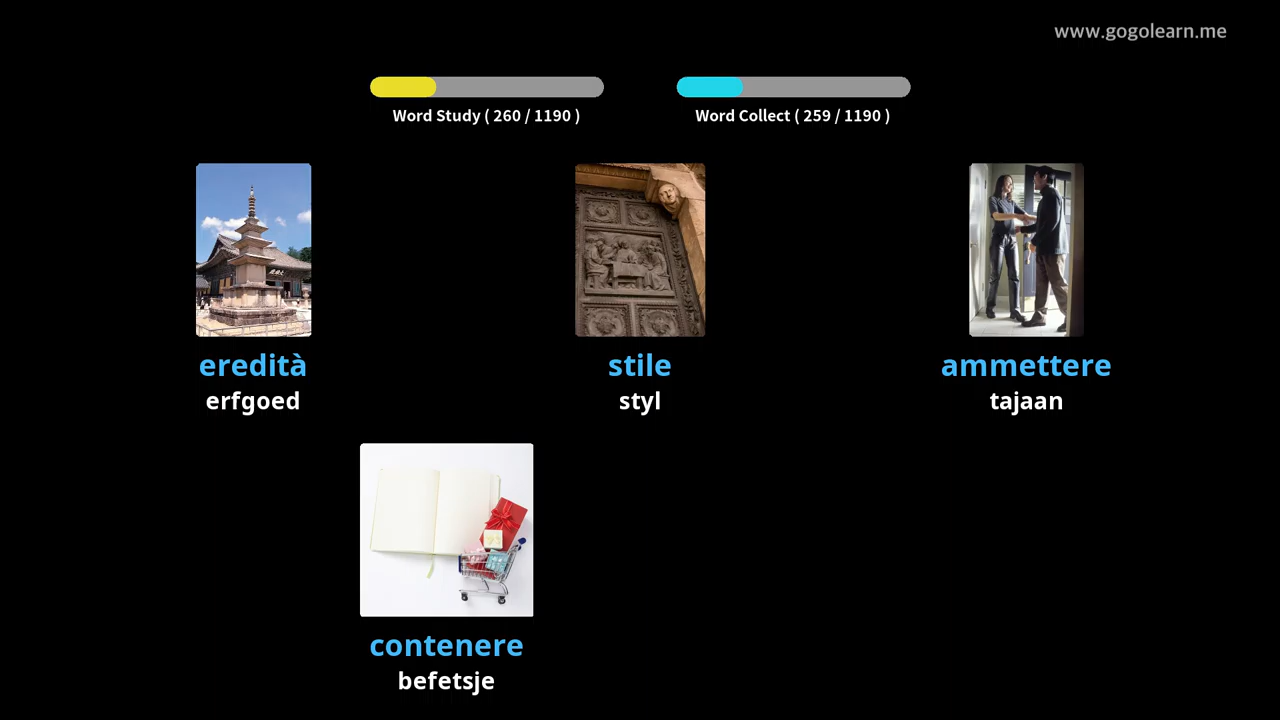 www.gogolearn.me
Word Study ( 260 / 1190 )
Word Collect ( 259 / 1190 )
eredità
erfgoed
stile
styl
ammettere
tajaan
contenere
befetsje